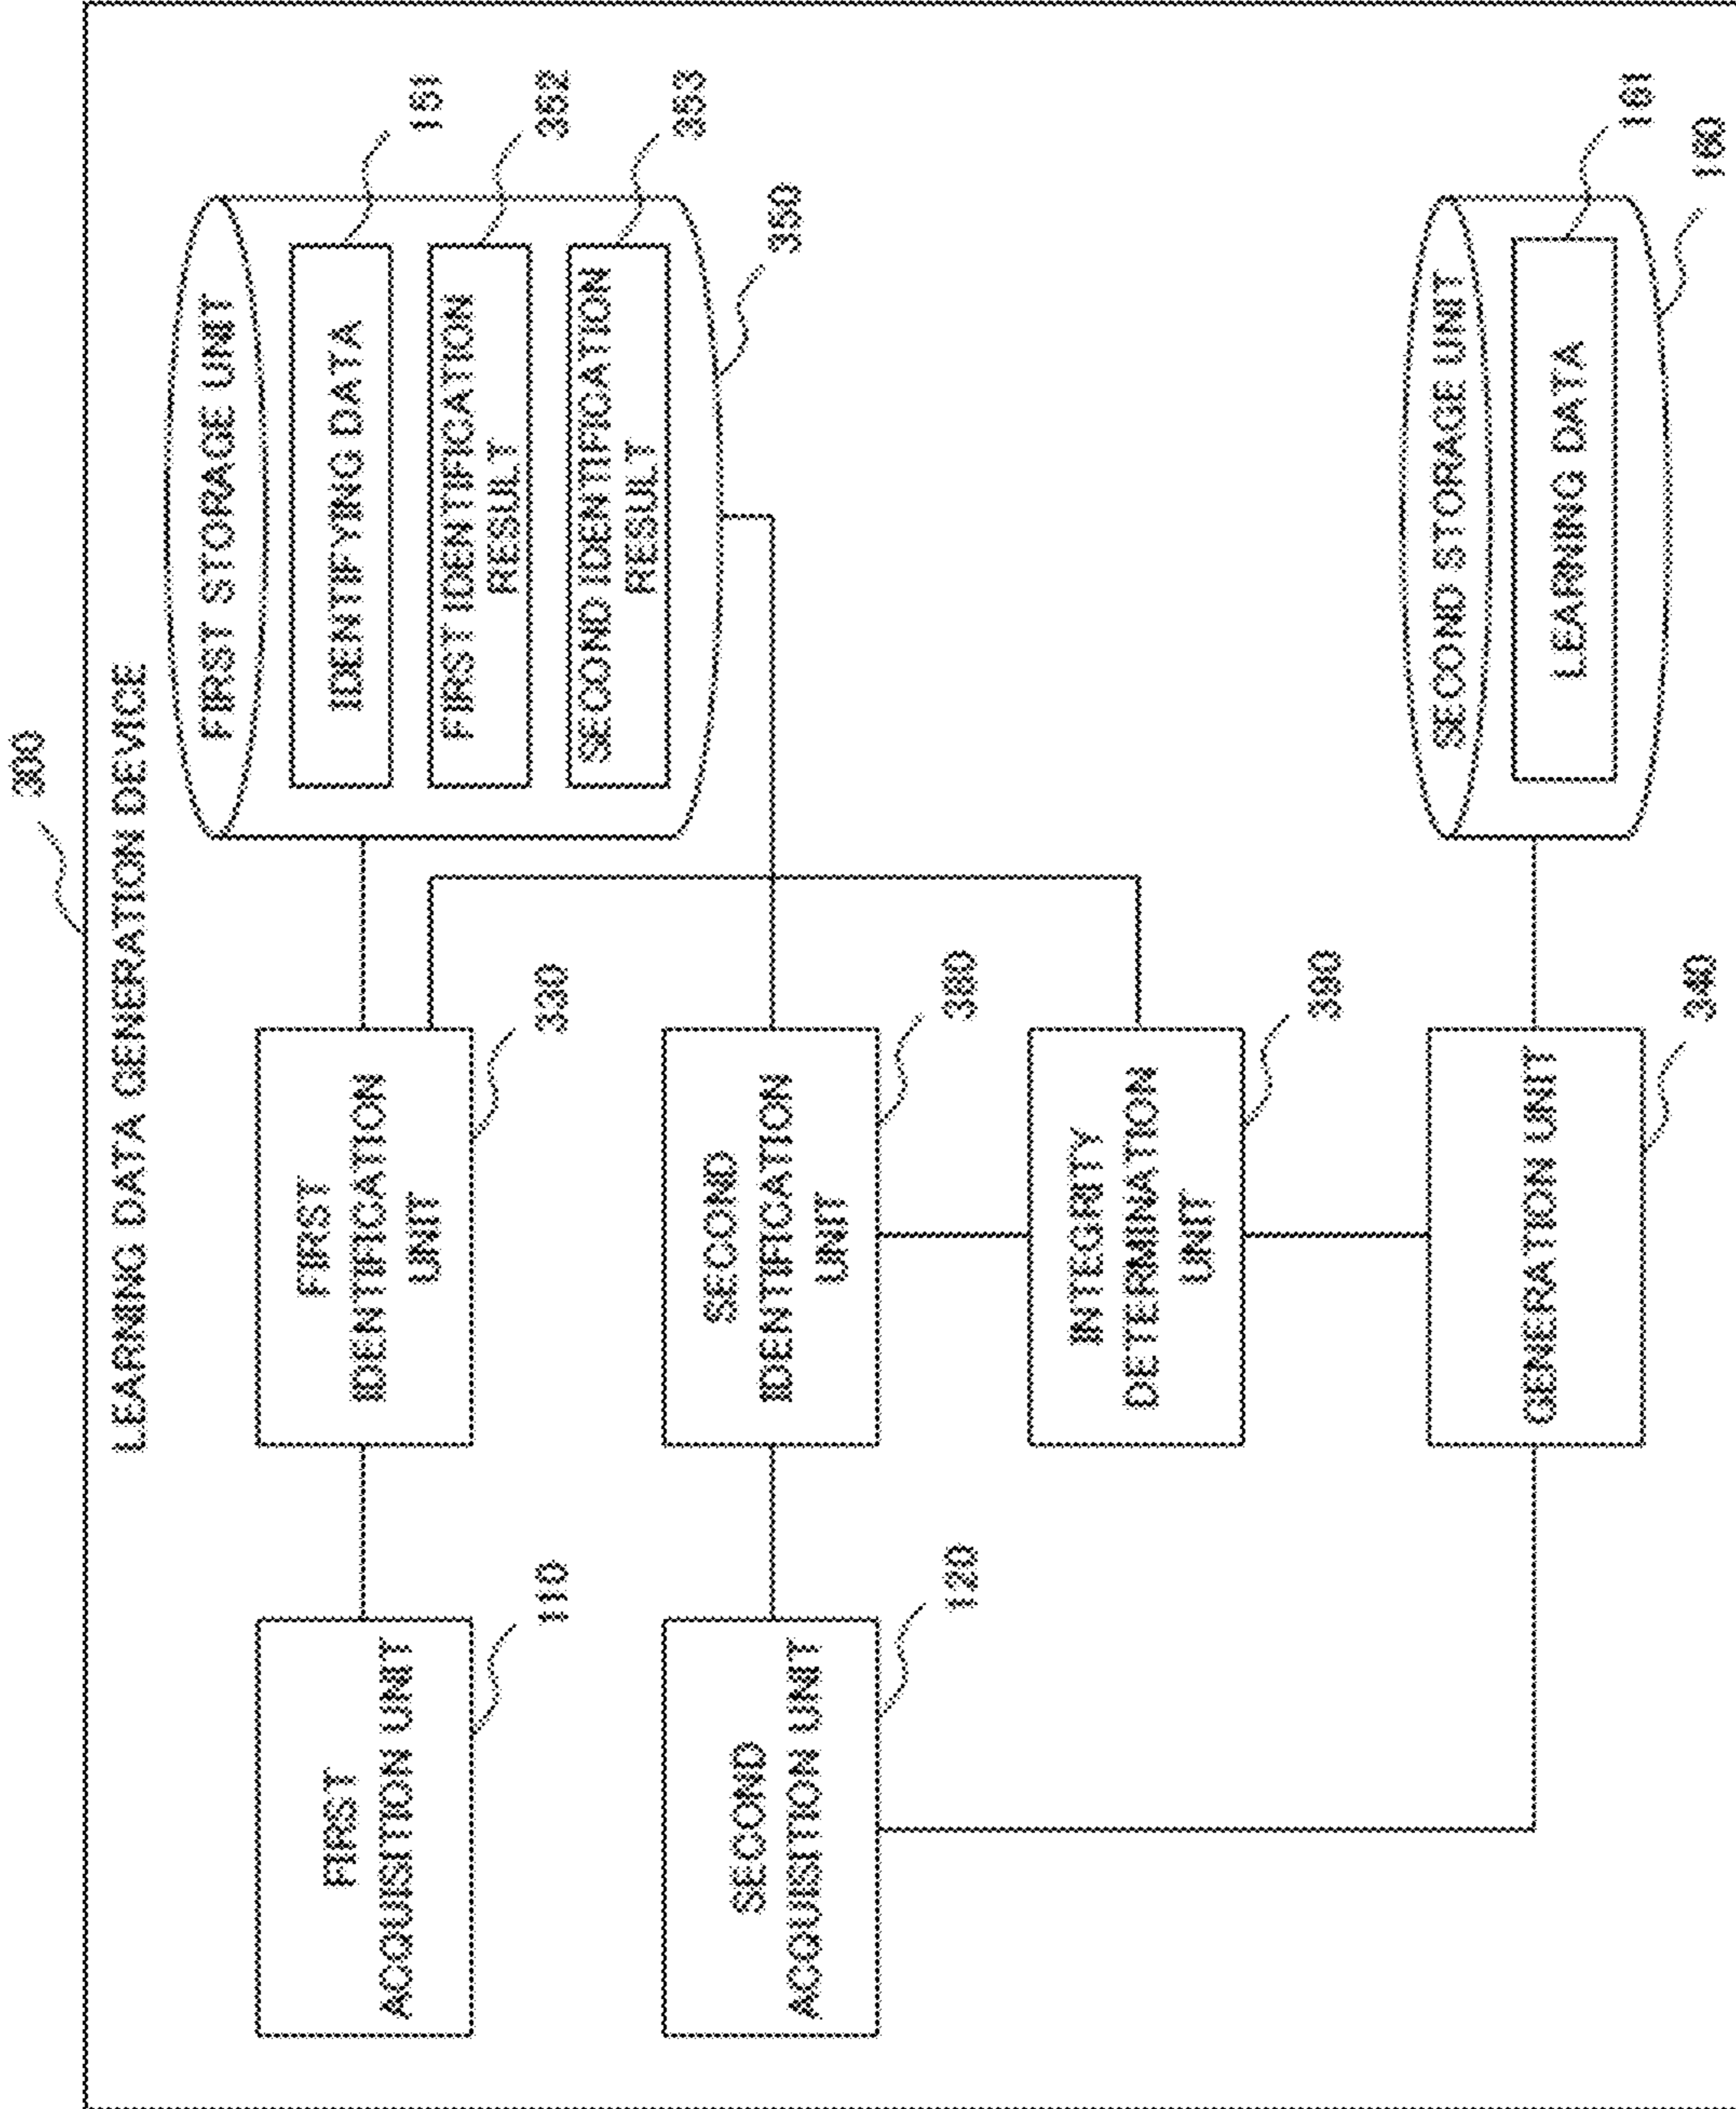 300
LEARNING DATA GENERATION DEVICE
FIRST
ACQUISITION UNIT
110
FIRST
IDENTIFICATION
UNIT
330
FIRST STORAGE UNIT
IDENTIFYING DATA
151
FIRST IDENTIFICATION
RESULT
352
SECOND IDENTIFICATION
RESULT
353
350
SECOND
ACQUISITION UNIT
120
SECOND
IDENTIFICATION
UNIT
380
INTEGRITY
DETERMINATION
UNIT
390
GENERATION UNIT
340
SECOND STORAGE UNIT
LEARNING DATA
161
160